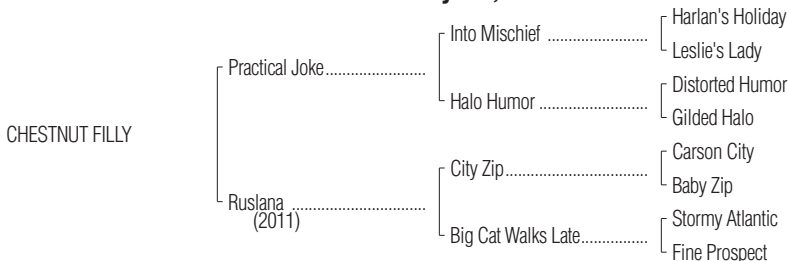 Harlan's Holiday
Into Mischief ........................
Leslie's Lady
Practical Joke........................
Distorted Humor
Halo Humor ..........................
Gilded Halo
CHESTNUT FILLY
Carson City
City Zip..................................
Baby Zip
Ruslana ................................
(2011)
Stormy Atlantic
Big Cat Walks Late................
Fine Prospect